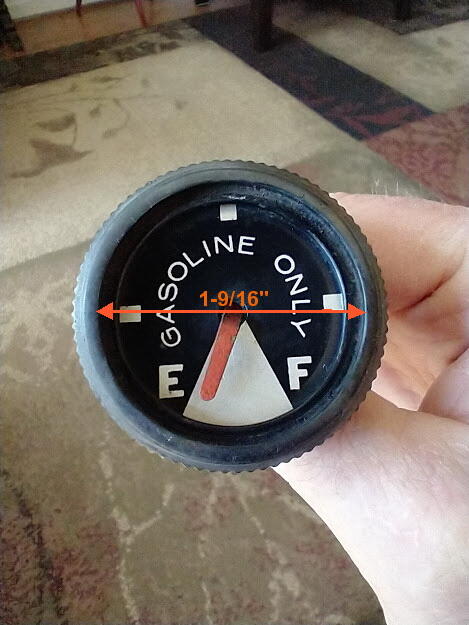 GASOLINE ONLY
1-9/16"
E F